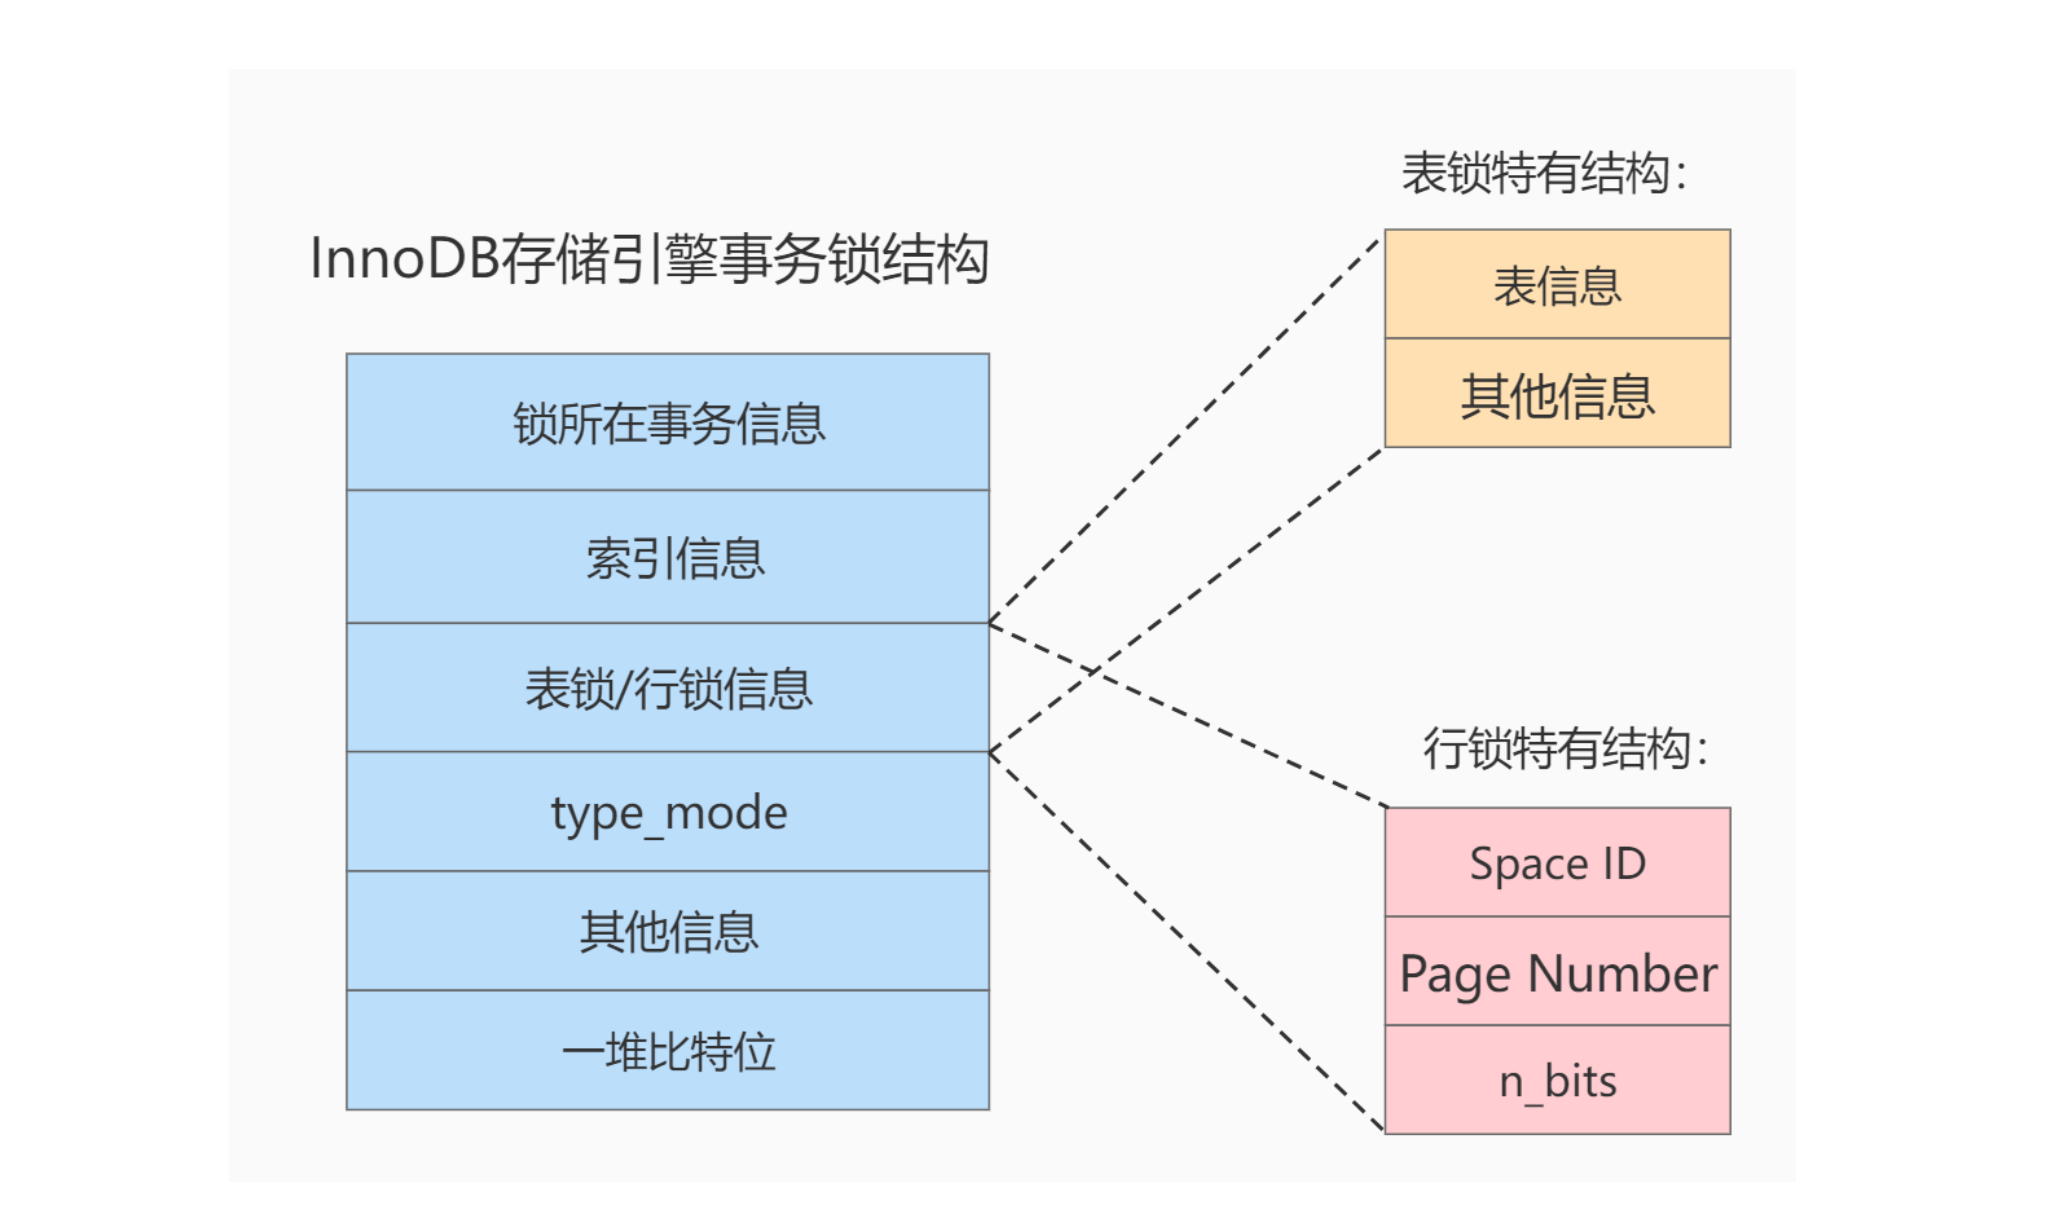 InnoDB存储引擎事务锁结构
锁所在事务信息
索引信息
表锁/行锁信息
type_mode
其他信息
一堆比特位
表锁特有结构：
表信息
其他信息
行锁特有结构：
Space ID
Page Number
n_bits